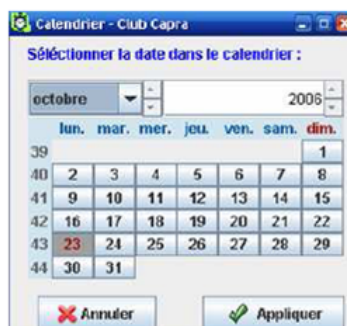 Calendrier - Club Capra
Séléctionner la date dans le calendrier :
octobre 2006
lun. mar. mer. jeu. ven. sam. dim.
39 1
40 2 3 4 5 6 7 8
41 9 10 11 12 13 14 15
42 16 17 18 19 20 21 22
43 23 24 25 26 27 28 29
44 30 31
Annuler Appliquer